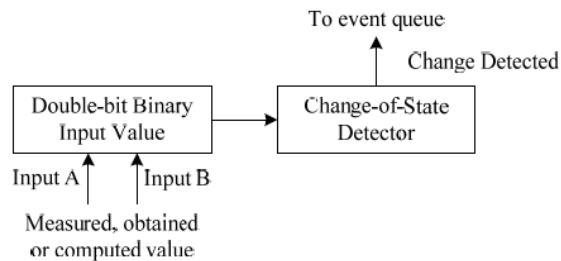 To event queue
Change Detected
Double-bit Binary
Input Value
Change-of-State
Detector
Input A
Input B
Measured, obtained
or computed value